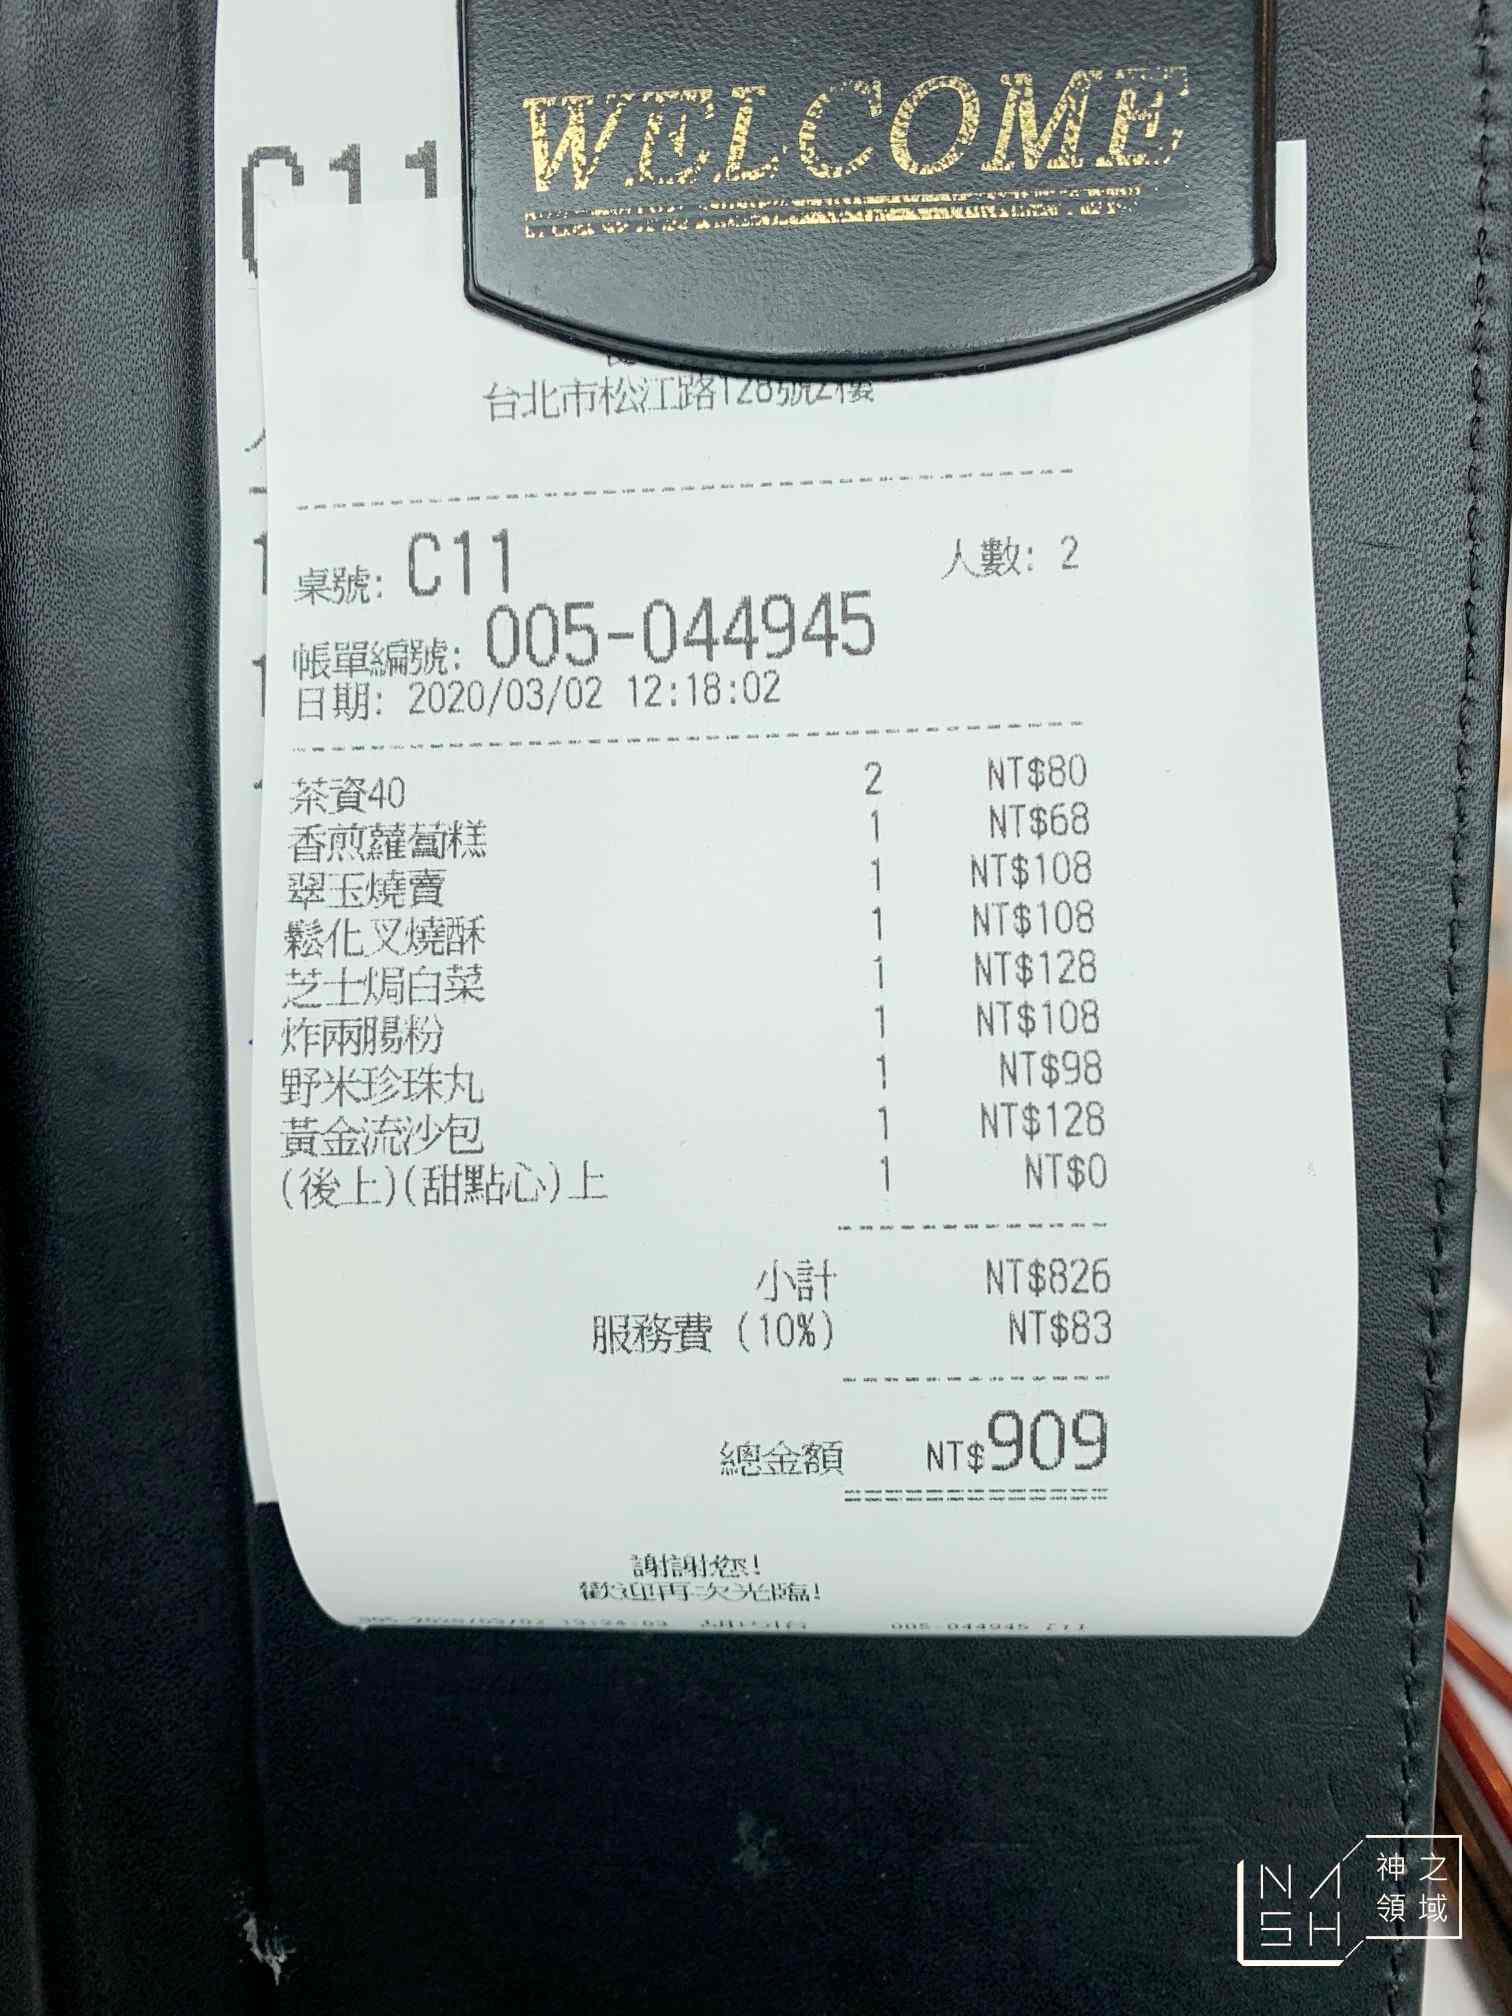 WELCOME
C11
台北市松江路128號2樓
桌號: C11 人數: 2
帳單編號: 005-044945
日期: 2020/03/02 12:18:02
茶資40 2 NT$80
香煎蘿蔔糕 1 NT$68
翠玉燒賣 1 NT$108
鬆化叉燒酥 1 NT$108
芝士焗白菜 1 NT$128
炸兩腸粉 1 NT$108
野米珍珠丸 1 NT$98
黃金流沙包 1 NT$128
(後上)(甜點心)上 1 NT$0
小計 NT$826
服務費 (10%) NT$83
總金額 NT$909
謝謝您!
歡迎再次光臨!
005-044945 C11
NASH 神之領域